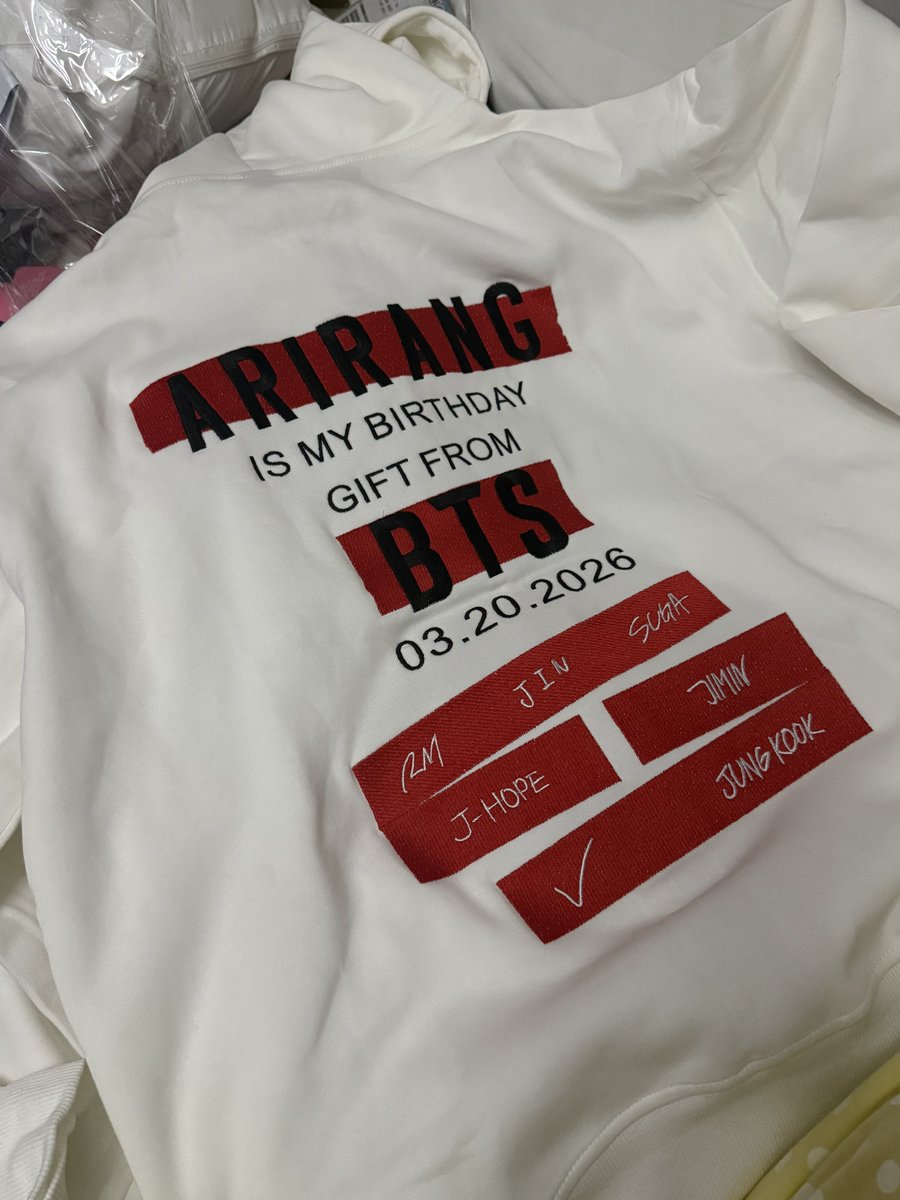 ARIRANG
IS MY BIRTHDAY
GIFT FROM
BTS
03.20.2026
RM JIN SUGA
J-HOPE JIMIN
✓ JUNG KOOK